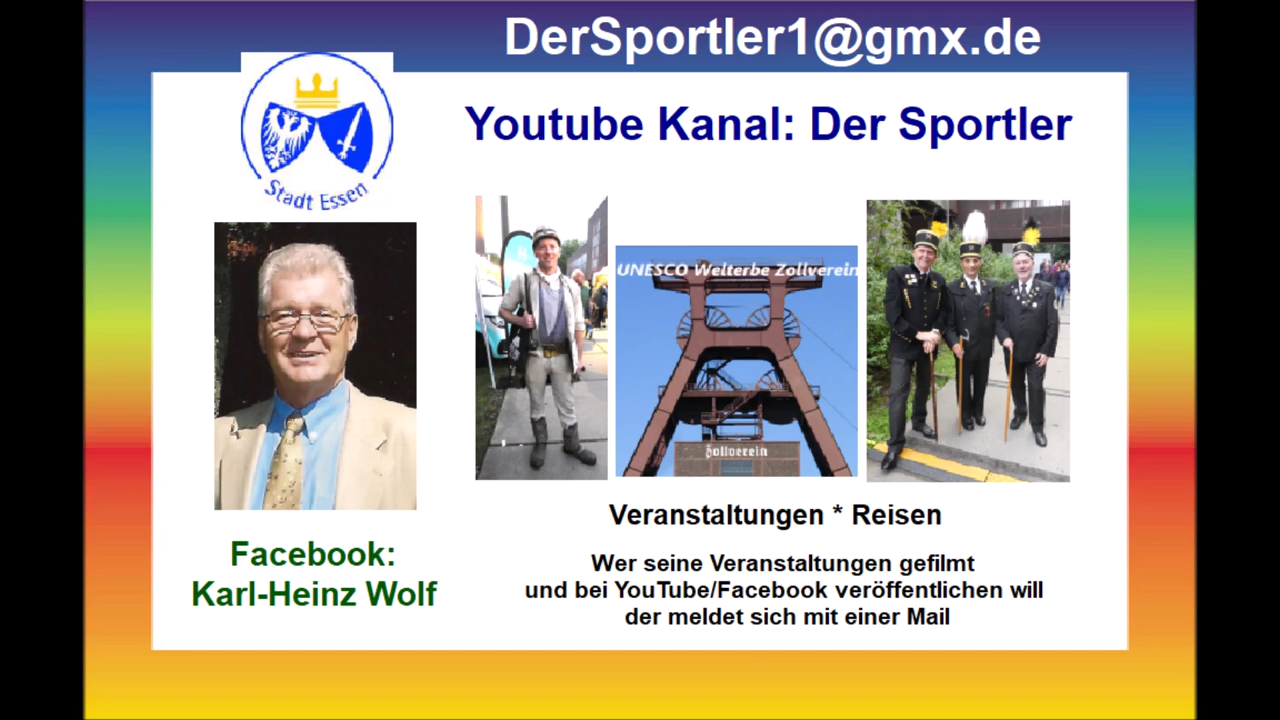 DerSportler1@gmx.de
Youtube Kanal: Der Sportler
Stadt Essen
UNESCO Welterbe Zollverein
Zollverein
Veranstaltungen * Reisen
Facebook:
Karl-Heinz Wolf
Wer seine Veranstaltungen gefilmt
und bei YouTube/Facebook veröffentlichen will
der meldet sich mit einer Mail